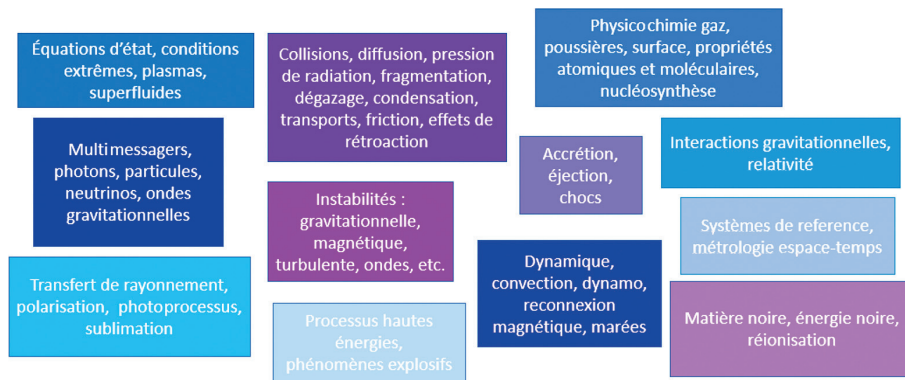 Équations d'état, conditions
extrêmes, plasmas,
superfluides
Collisions, diffusion, pression
de radiation, fragmentation,
dégazage, condensation,
transports, friction, effets de
rétroaction
Physicochimie gaz,
poussières, surface, propriétés
atomiques et moléculaires,
nucléosynthèse
Multimessagers,
photons, particules,
neutrinos, ondes
gravitationnelles
Accrétion,
éjection,
chocs
Interactions gravitationnelles,
relativité
Instabilités :
gravitationnelle,
magnétique,
turbulente, ondes, etc.
Systèmes de reference,
métrologie espace-temps
Transfert de rayonnement,
polarisation, photoprocessus,
sublimation
Dynamique,
convection, dynamo,
reconnexion
magnétique, marées
Processus hautes
énergies,
phénomènes explosifs
Matière noire, énergie noire,
réionisation